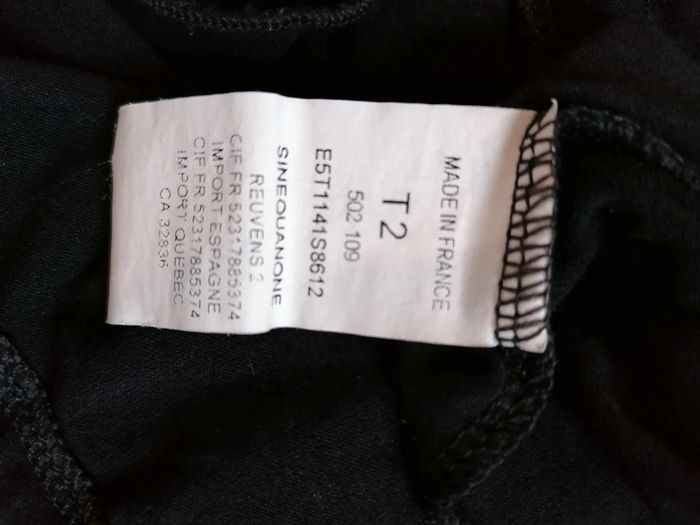 MADE IN FRANCE
T 2
502 109
E5T1141S8612
SINEQUANONE
REUVENS 2
CIF FR 52317885374
IMPORT ESPAGNE
CIF FR 52317885374
IMPORT QUEBEC
CA 32836